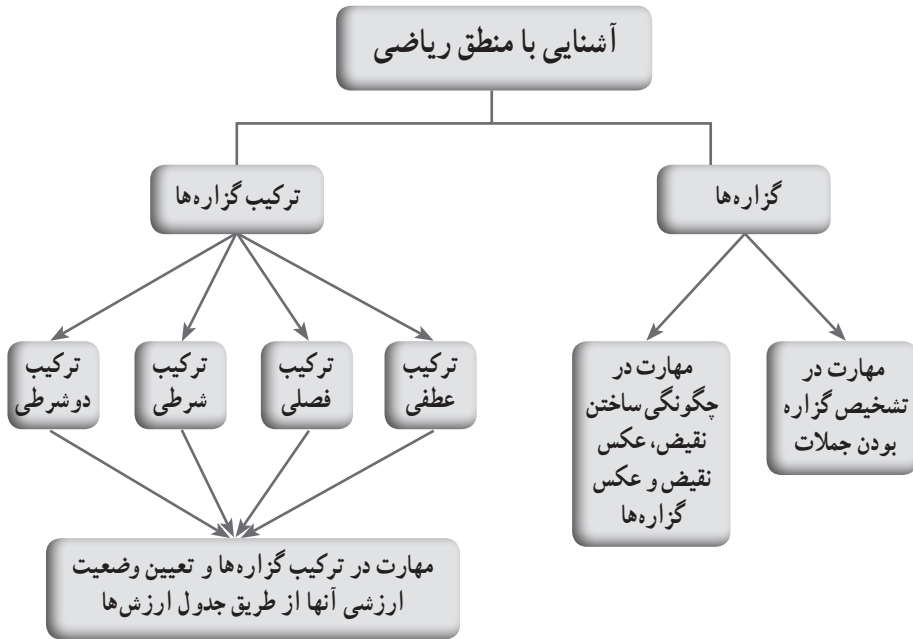 آشنایی با منطق ریاضی
گزاره‌ها
ترکیب گزاره‌ها
مهارت در
تشخیص گزاره
بودن جملات
مهارت در
چگونگی ساختن
نقیض، عکس
نقیض و عکس
گزاره‌ها
ترکیب
عطفی
ترکیب
فصلی
ترکیب
شرطی
ترکیب
دوشرطی
مهارت در ترکیب گزاره‌ها و تعیین وضعیت
ارزشی آنها از طریق جدول ارزش‌ها